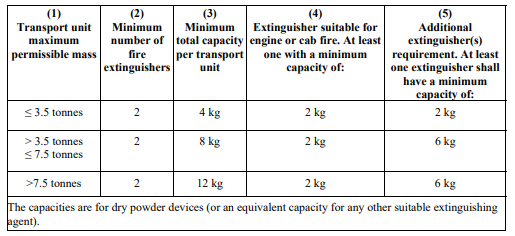 (1) (2) (3) (4) (5)
Transport unit Minimum Minimum Extinguisher suitable for Additional
maximum number of total capacity engine or cab fire. At least extinguisher(s)
permissible mass fire per transport one with a minimum requirement. At least
extinguishers unit capacity of: one extinguisher shall
have a minimum
capacity of:
≤ 3.5 tonnes 2 4 kg 2 kg 2 kg
> 3.5 tonnes 2 8 kg 2 kg 6 kg
≤ 7.5 tonnes
>7.5 tonnes 2 12 kg 2 kg 6 kg
The capacities are for dry powder devices (or an equivalent capacity for any other suitable extinguishing
agent).